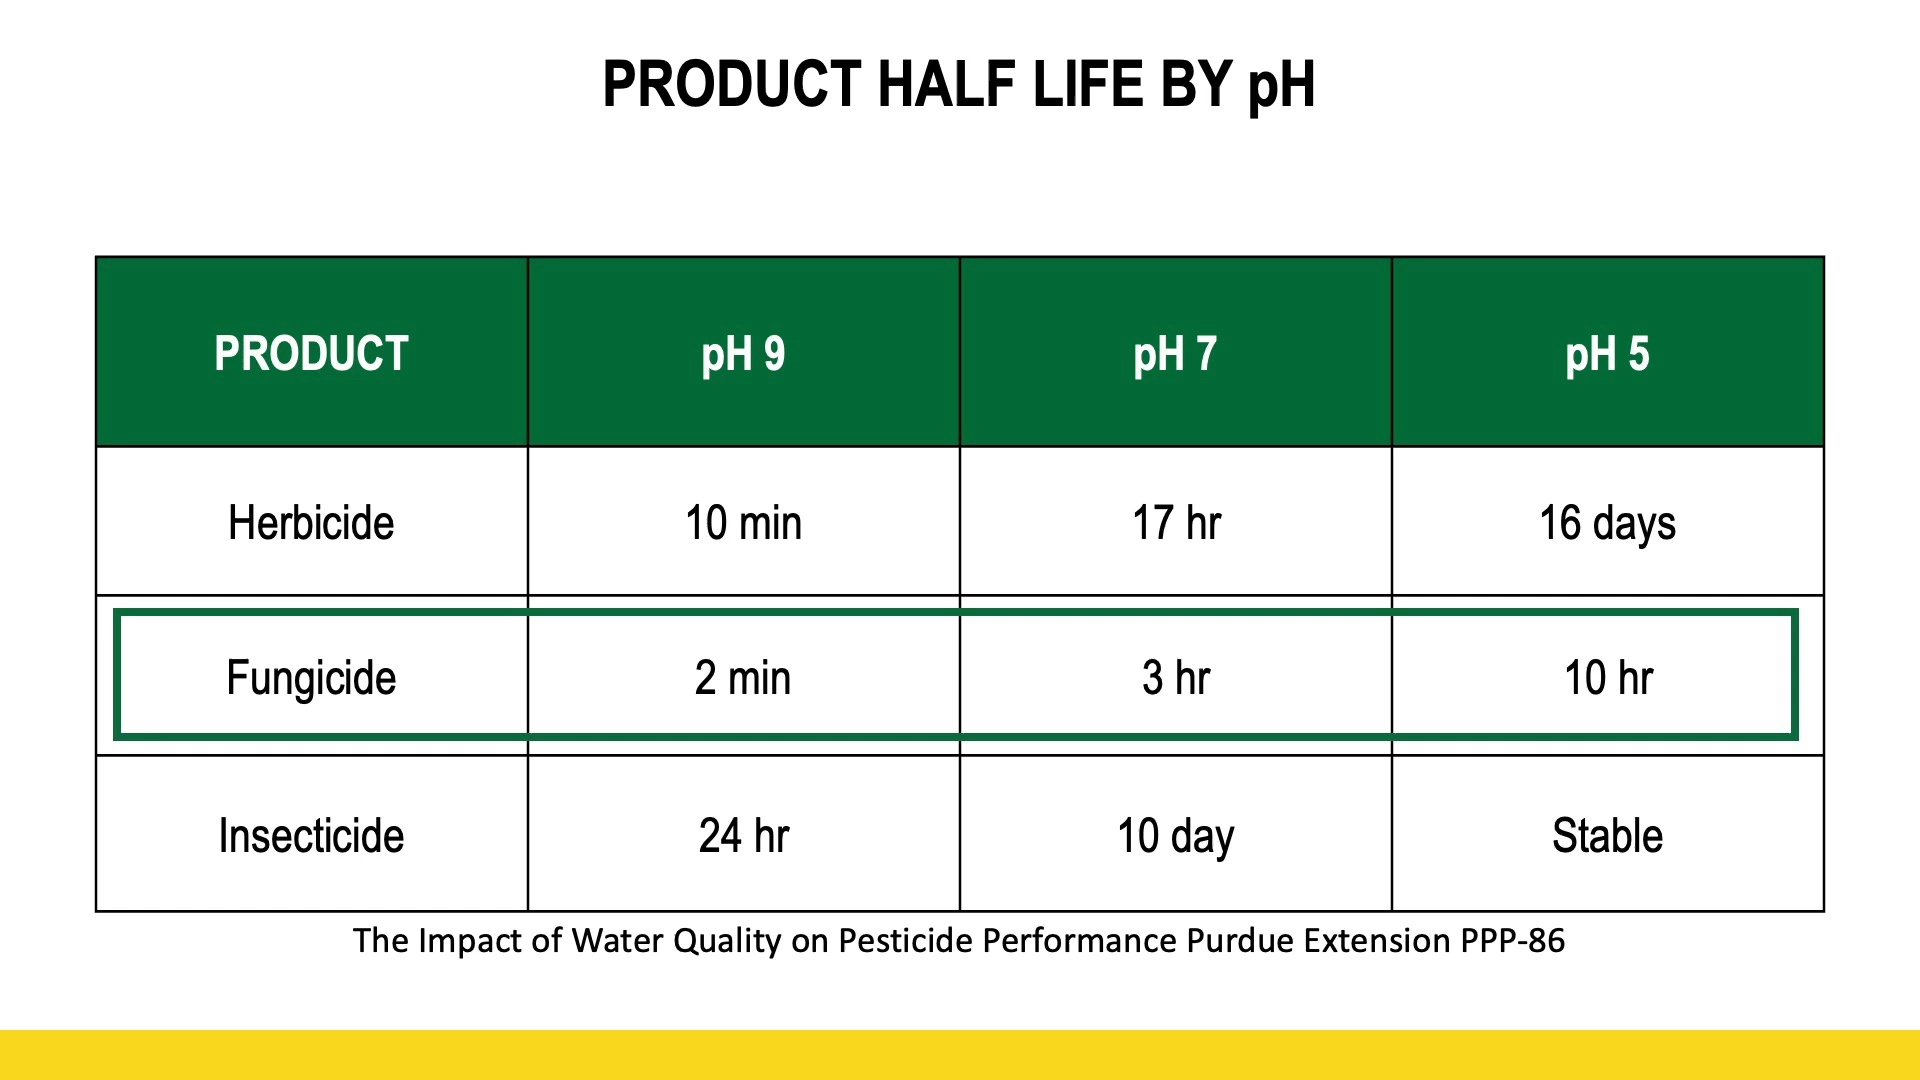 PRODUCT HALF LIFE BY pH
PRODUCT pH 9 pH 7 pH 5
Herbicide 10 min 17 hr 16 days
Fungicide 2 min 3 hr 10 hr
Insecticide 24 hr 10 day Stable
The Impact of Water Quality on Pesticide Performance Purdue Extension PPP-86